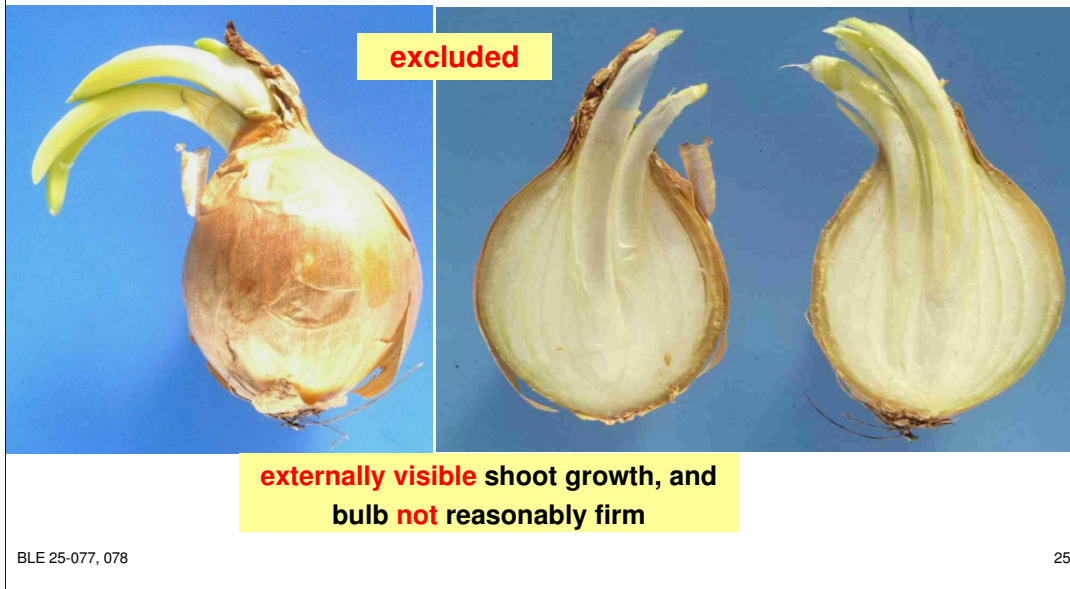 excluded
externally visible shoot growth, and
bulb not reasonably firm
BLE 25-077, 078
25